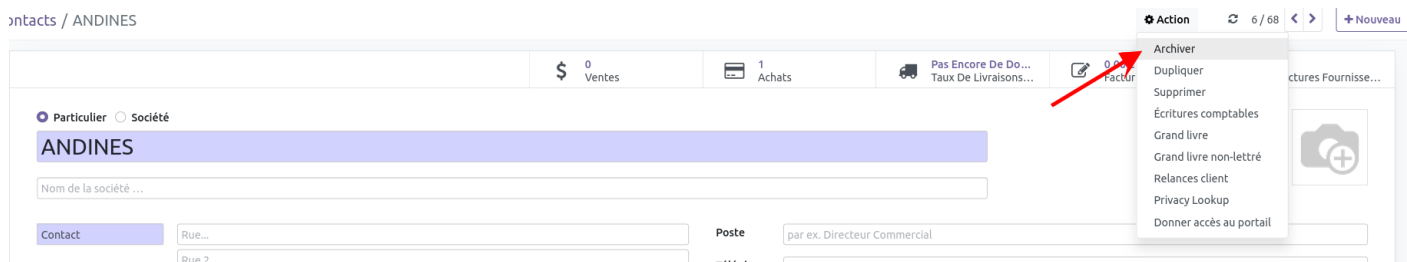 ontacts / ANDINES
Action
6 / 68
+ Nouveau
0
Ventes
1
Achats
Pas Encore De Do...
Taux De Livraisons...
Factur
ctures Fournisse...
Archiver
Dupliquer
Supprimer
Écritures comptables
Grand livre
Grand livre non-lettré
Relances client
Privacy Lookup
Donner accès au portail
Particulier Société
ANDINES
Nom de la société ...
Contact
Rue...
Poste
par ex. Directeur Commercial
Rue 2